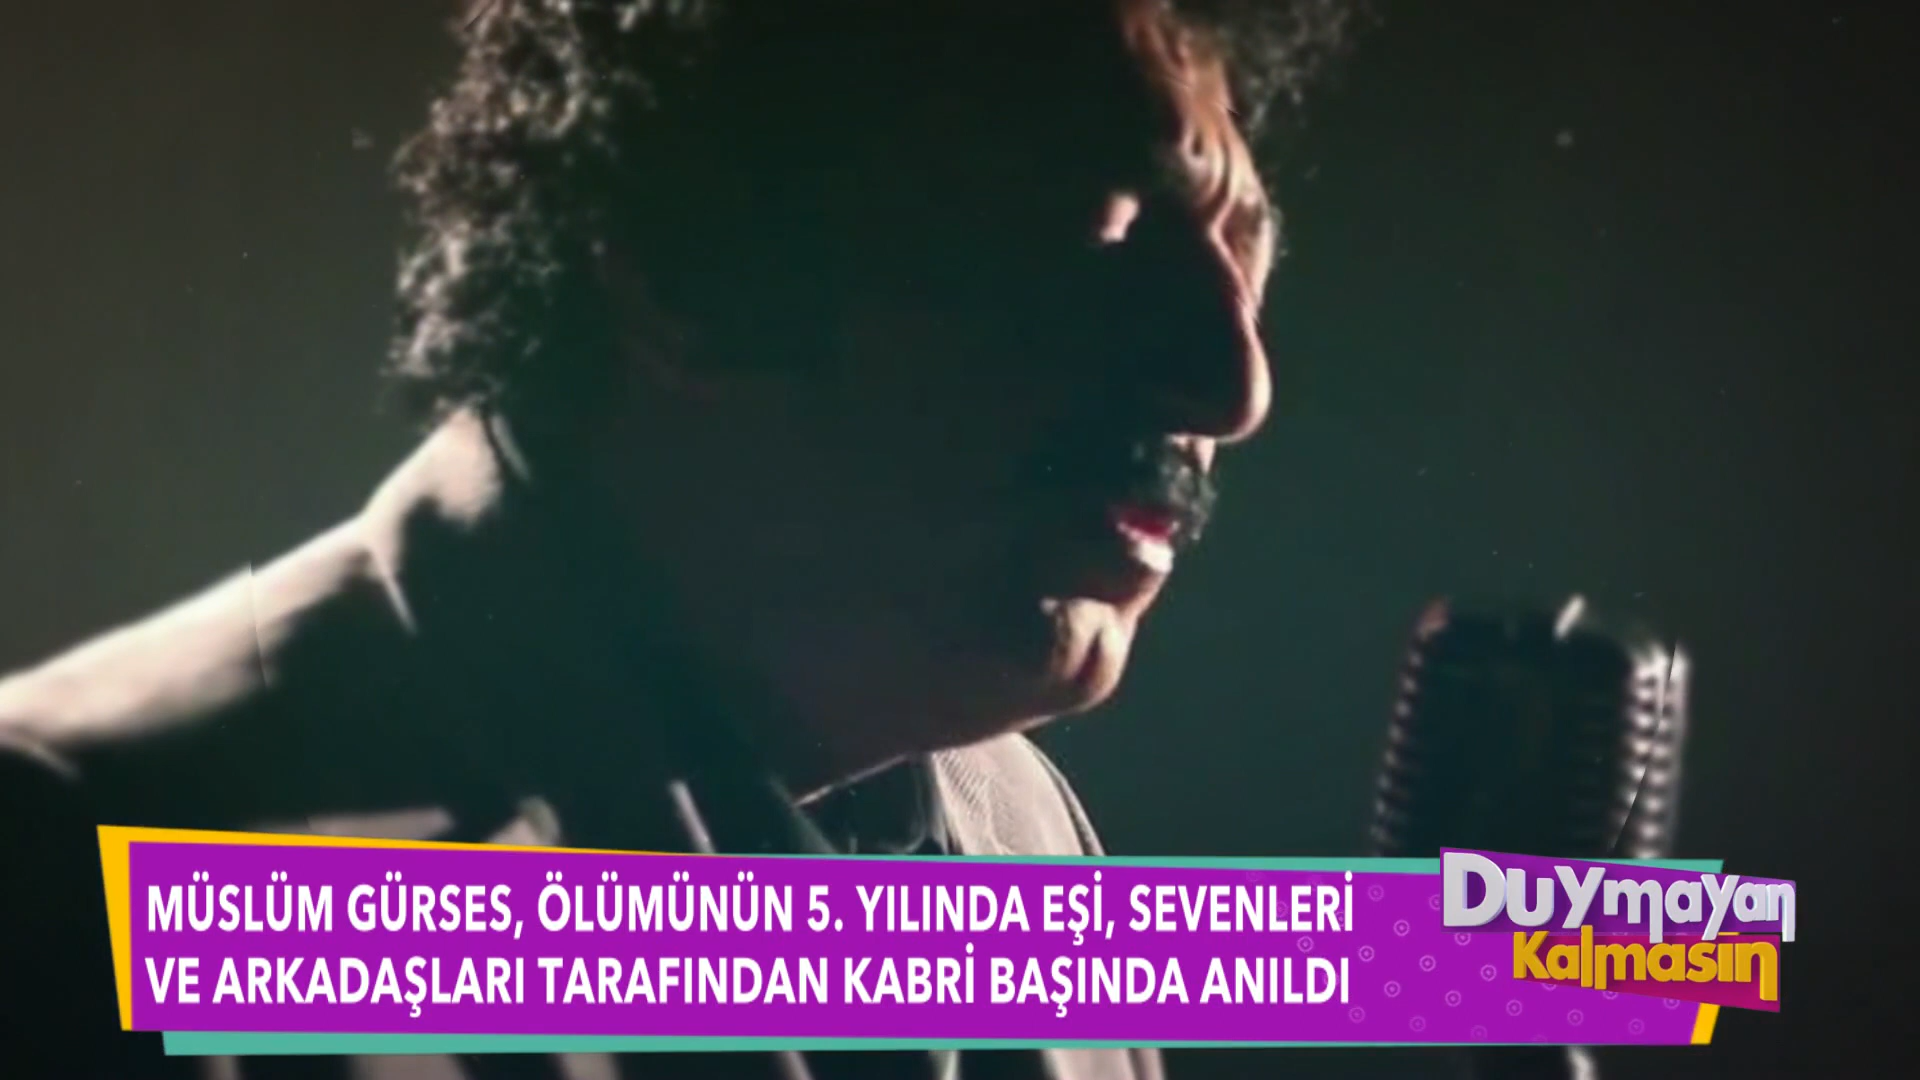 MÜSLÜM GÜRSES, ÖLÜMÜNÜN 5. YILINDA EŞİ, SEVENLERİ
VE ARKADAŞLARI TARAFINDAN KABRİ BAŞINDA ANILDI
Duymayan
Kalmasın